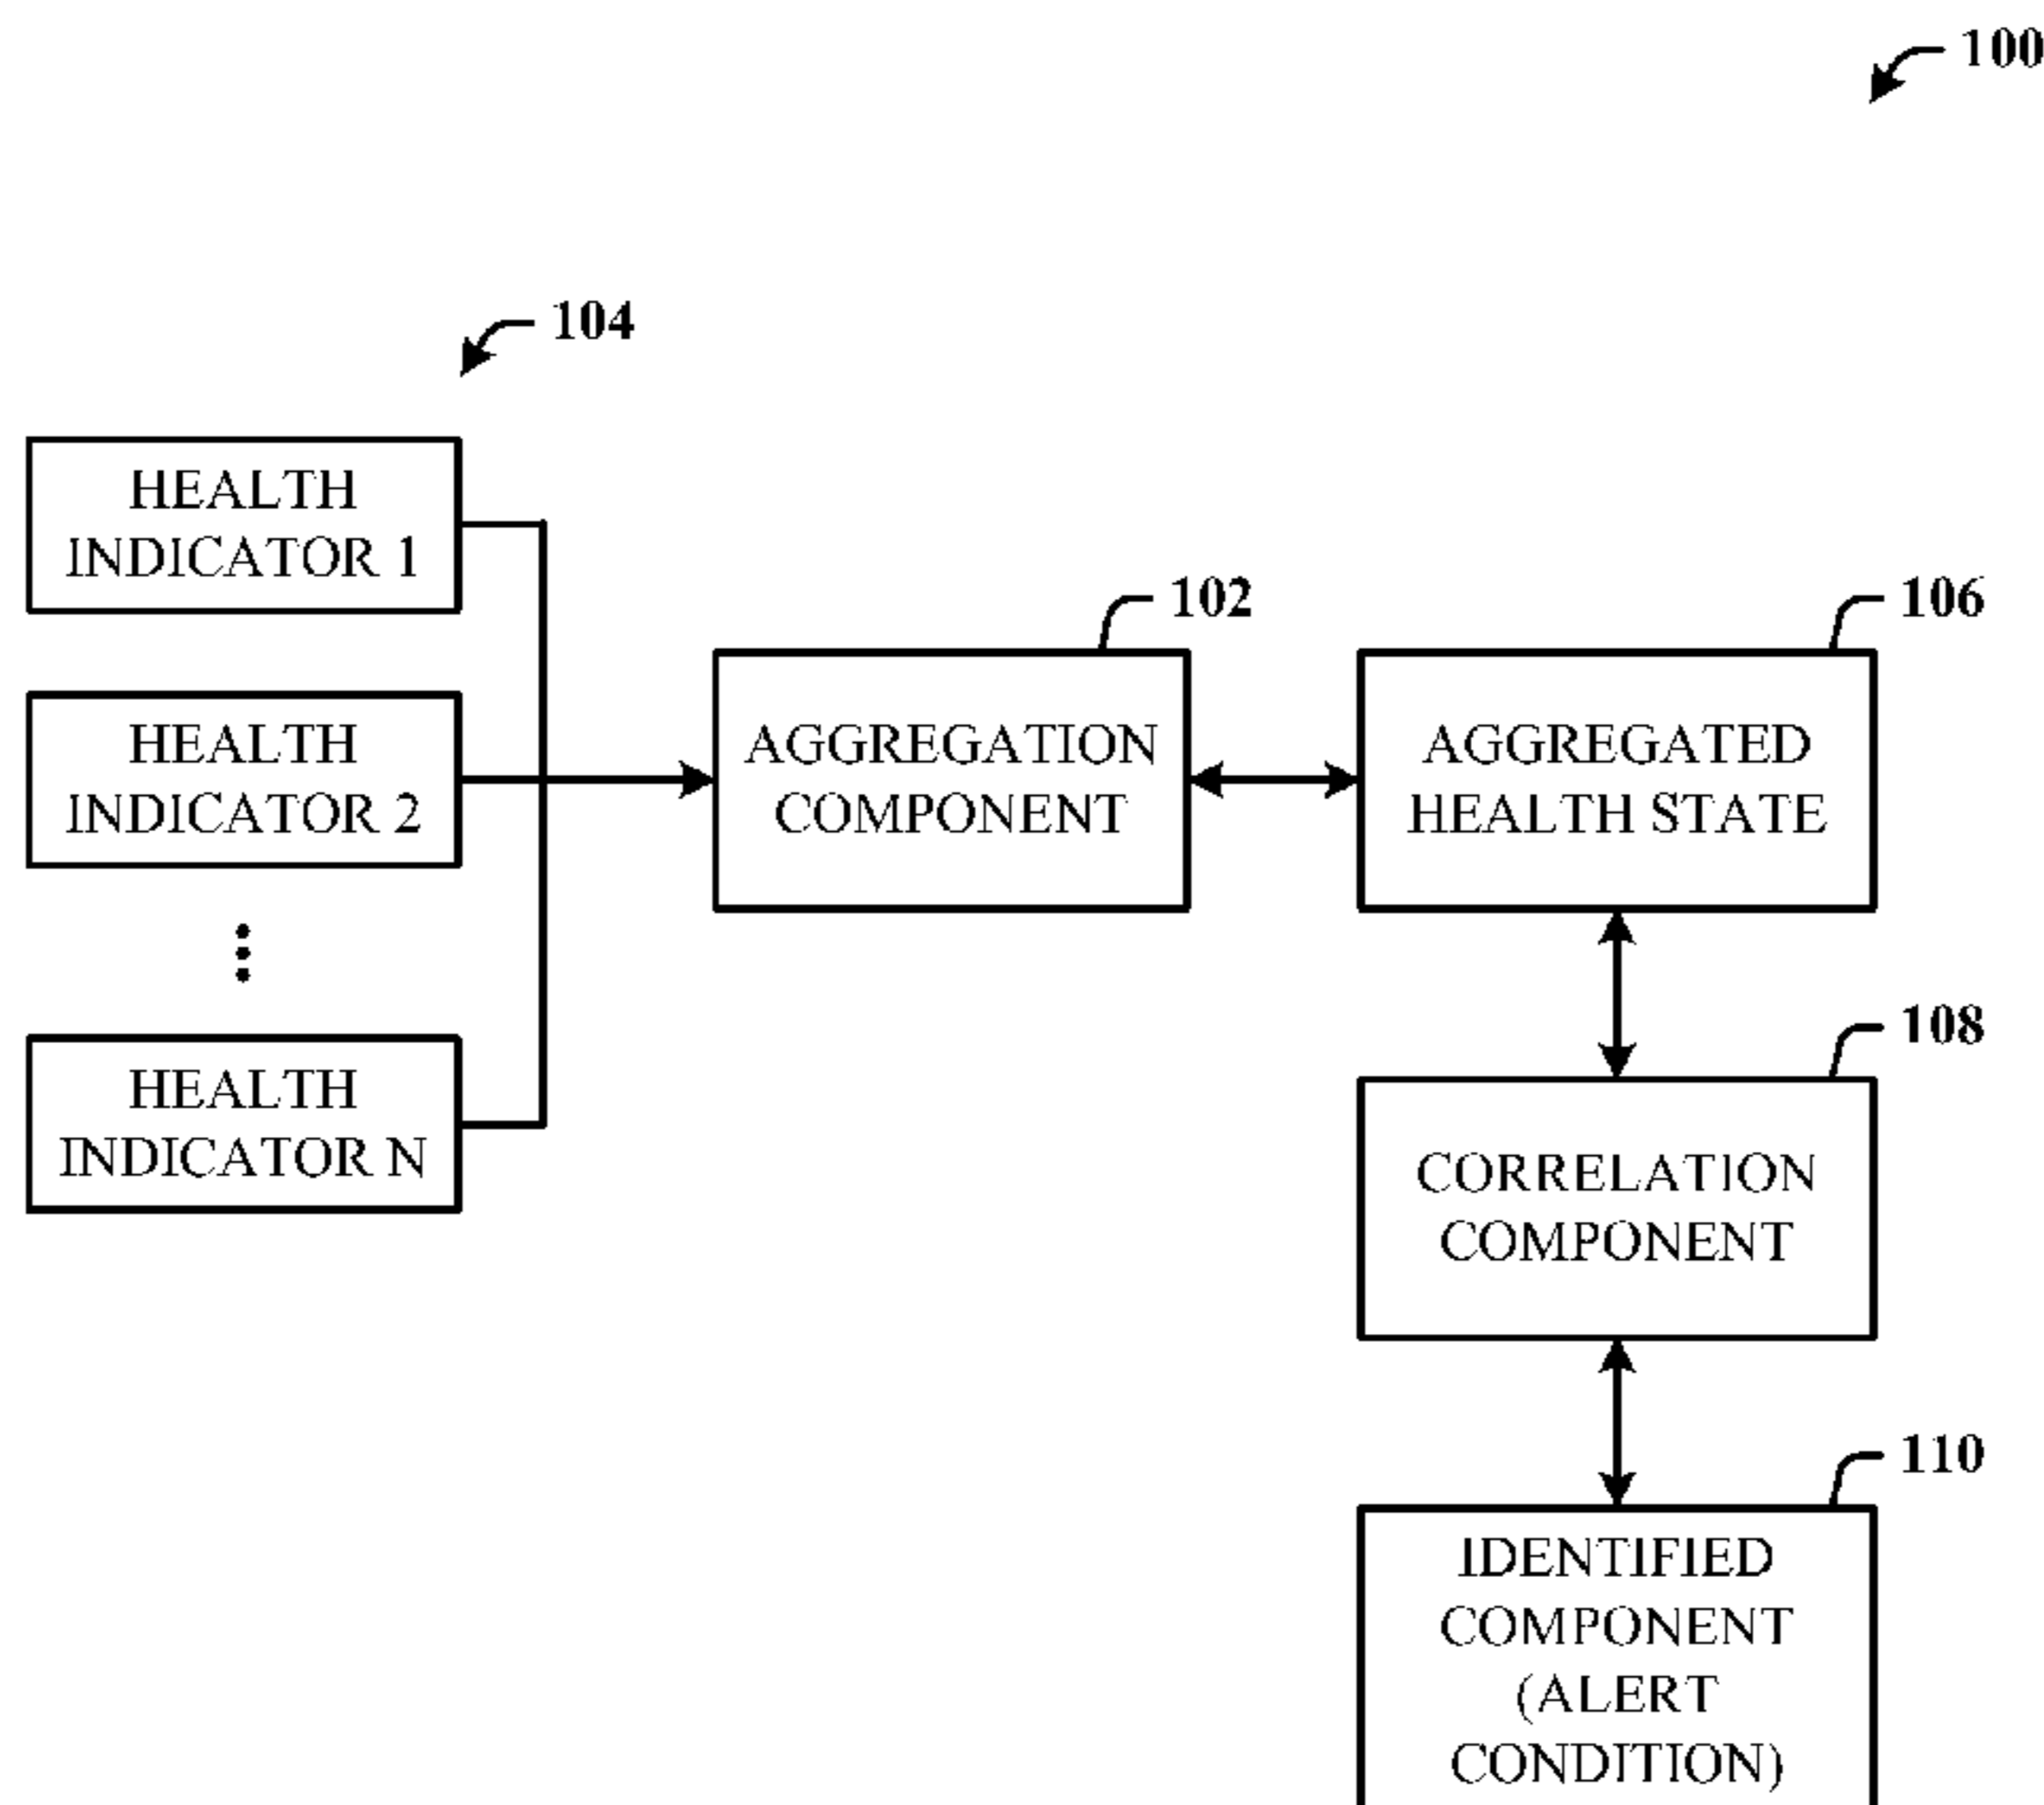 100
104
HEALTH
INDICATOR 1
102
106
HEALTH
INDICATOR 2
AGGREGATION
COMPONENT
AGGREGATED
HEALTH STATE
108
HEALTH
INDICATOR N
CORRELATION
COMPONENT
110
IDENTIFIED
COMPONENT
(ALERT
CONDITION)